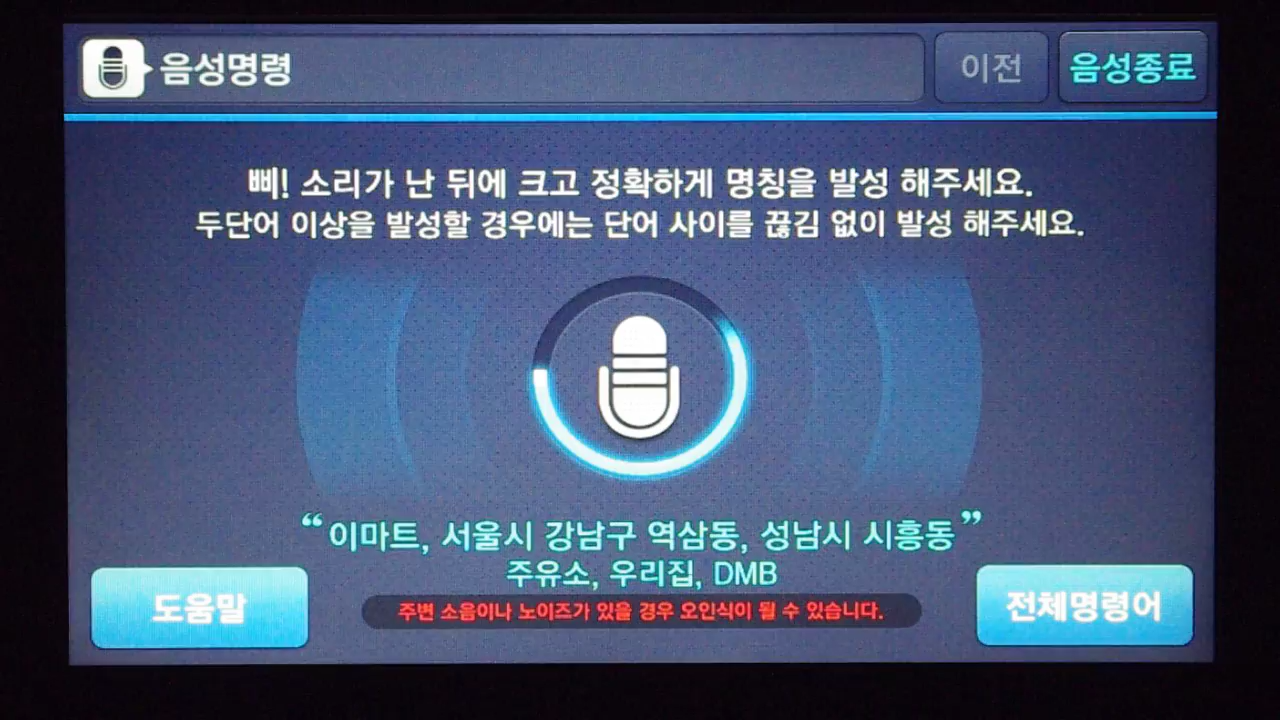 음성명령
이전
음성종료
삐! 소리가 난 뒤에 크고 정확하게 명칭을 발성 해주세요.
두단어 이상을 발성할 경우에는 단어 사이를 끊김 없이 발성 해주세요.
“이마트, 서울시 강남구 역삼동, 성남시 시흥동”
주유소, 우리집, DMB
주변 소음이나 노이즈가 있을 경우 오인식이 될 수 있습니다.
도움말
전체명령어